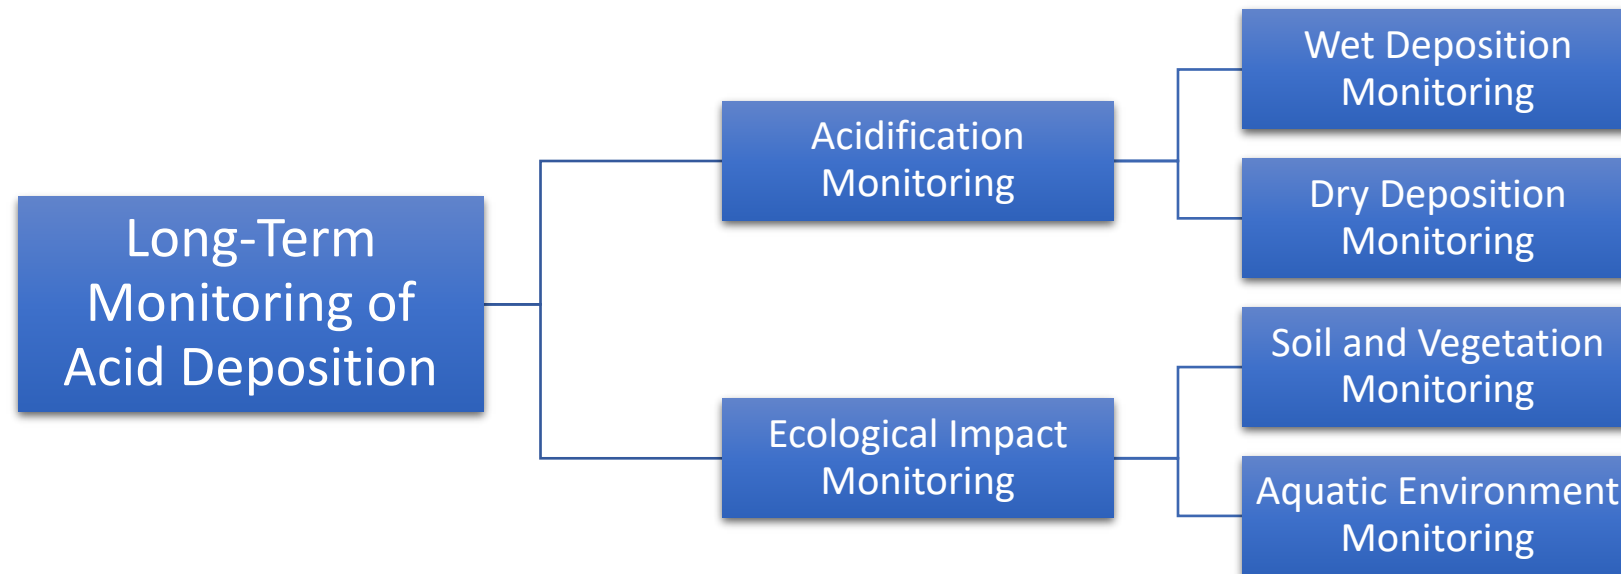 Long-Term
Monitoring of
Acid Deposition
Acidification
Monitoring
Wet Deposition
Monitoring
Dry Deposition
Monitoring
Ecological Impact
Monitoring
Soil and Vegetation
Monitoring
Aquatic Environment
Monitoring